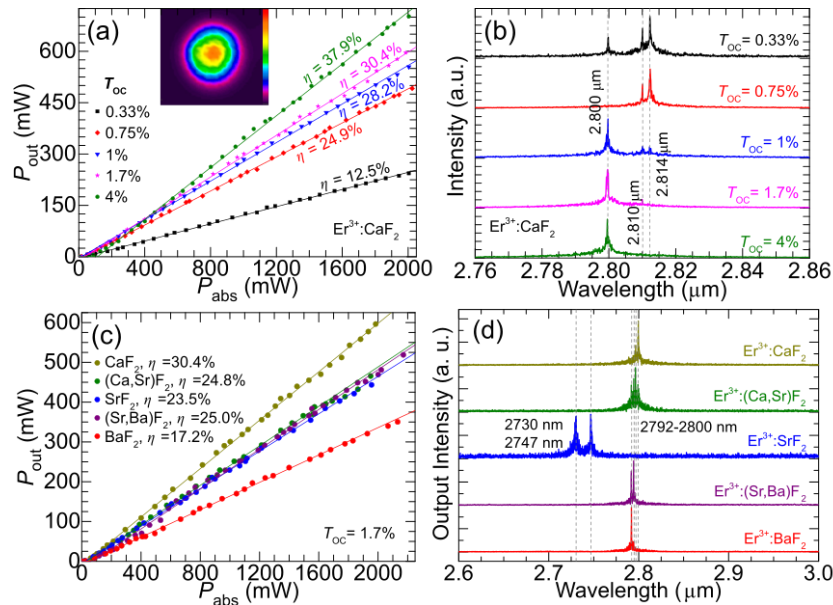 (a)
η = 37.9%
η = 30.4%
η = 28.2%
η = 24.9%
η = 12.5%
T_OC
0.33%
0.75%
1%
1.7%
4%
Er³⁺:CaF₂
P_out (mW)
600
450
300
150
0
0 400 800 1200 1600 2000
P_abs (mW)
(b)
T_OC= 0.33%
T_OC= 0.75%
T_OC= 1%
T_OC= 1.7%
T_OC= 4%
2.800 μm
2.810 μm
2.814 μm
Er³⁺:CaF₂
Intensity (a.u.)
2.76 2.78 2.80 2.82 2.84 2.86
Wavelength (μm)
(c)
CaF₂, η =30.4%
(Ca,Sr)F₂, η =24.8%
SrF₂, η =23.5%
(Sr,Ba)F₂, η =25.0%
BaF₂, η =17.2%
T_OC= 1.7%
P_out (mW)
600
500
400
300
200
100
0
0 400 800 1200 1600 2000
P_abs (mW)
(d)
Er³⁺:CaF₂
Er³⁺:(Ca,Sr)F₂
2730 nm
2747 nm
2792-2800 nm
Er³⁺:SrF₂
Er³⁺:(Sr,Ba)F₂
Er³⁺:BaF₂
Output Intensity (a. u.)
2.6 2.7 2.8 2.9 3.0
Wavelength (μm)